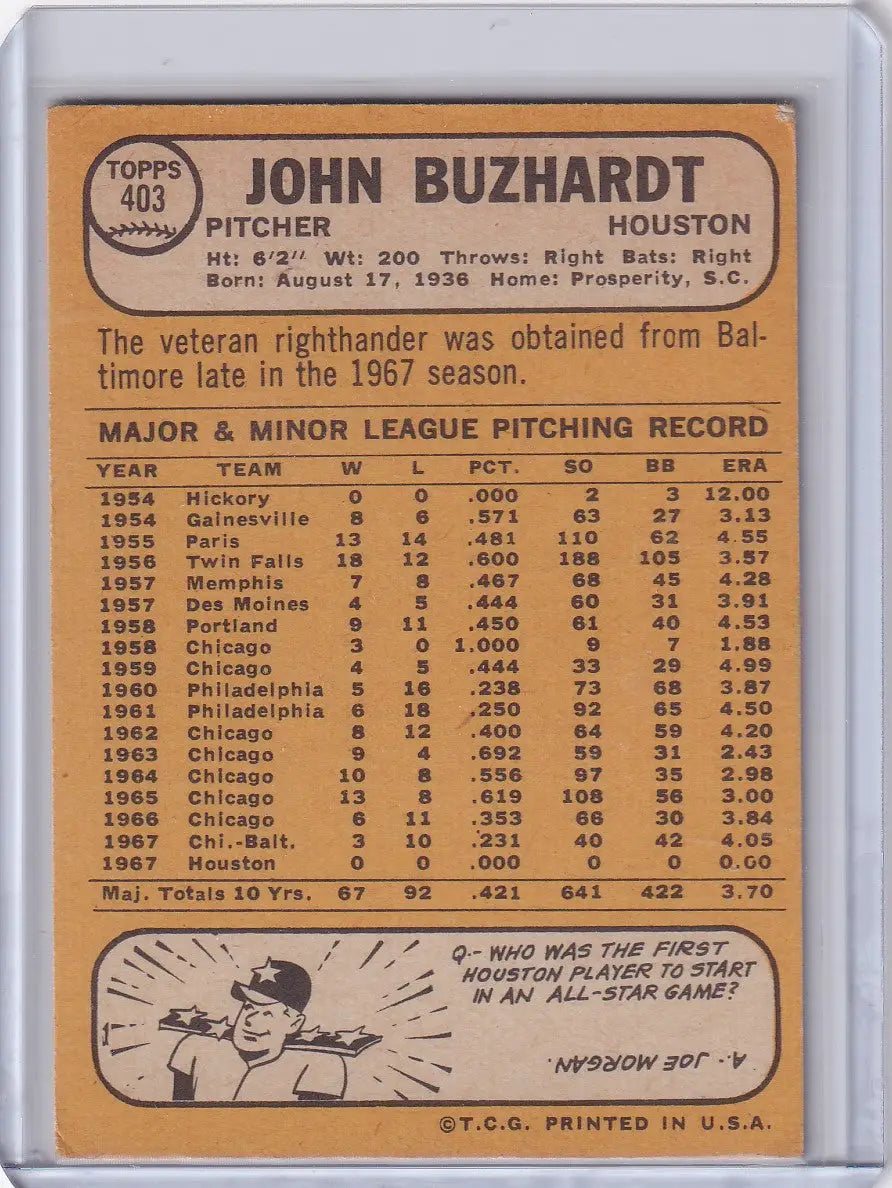 TOPPS
403
JOHN BUZHARDT
PITCHER HOUSTON
Ht: 6'2" Wt: 200 Throws: Right Bats: Right
Born: August 17, 1936 Home: Prosperity, S.C.
The veteran righthander was obtained from Bal-
timore late in the 1967 season.
MAJOR & MINOR LEAGUE PITCHING RECORD
YEAR TEAM W L PCT. SO BB ERA
1954 Hickory 0 0 .000 2 3 12.00
1954 Gainesville 8 6 .571 63 27 3.13
1955 Paris 13 14 .481 110 62 4.55
1956 Twin Falls 18 12 .600 188 105 3.57
1957 Memphis 7 8 .467 68 45 4.28
1957 Des Moines 4 5 .444 60 31 3.91
1958 Portland 9 11 .450 61 40 4.53
1958 Chicago 3 0 1.000 9 7 1.88
1959 Chicago 4 5 .444 33 29 4.99
1960 Philadelphia 5 16 .238 73 68 3.87
1961 Philadelphia 6 18 .250 92 65 4.50
1962 Chicago 8 12 .400 64 59 4.20
1963 Chicago 9 4 .692 59 31 2.43
1964 Chicago 10 8 .556 97 35 2.98
1965 Chicago 13 8 .619 108 56 3.00
1966 Chicago 6 11 .353 66 30 3.84
1967 Chi.-Balt. 3 10 .231 40 42 4.05
1967 Houston 0 0 .000 0 0 0.00
Maj. Totals 10 Yrs. 67 92 .421 641 422 3.70
Q.- WHO WAS THE FIRST
HOUSTON PLAYER TO START
IN AN ALL-STAR GAME?
A.- JOE MORGAN.
©T.C.G. PRINTED IN U.S.A.